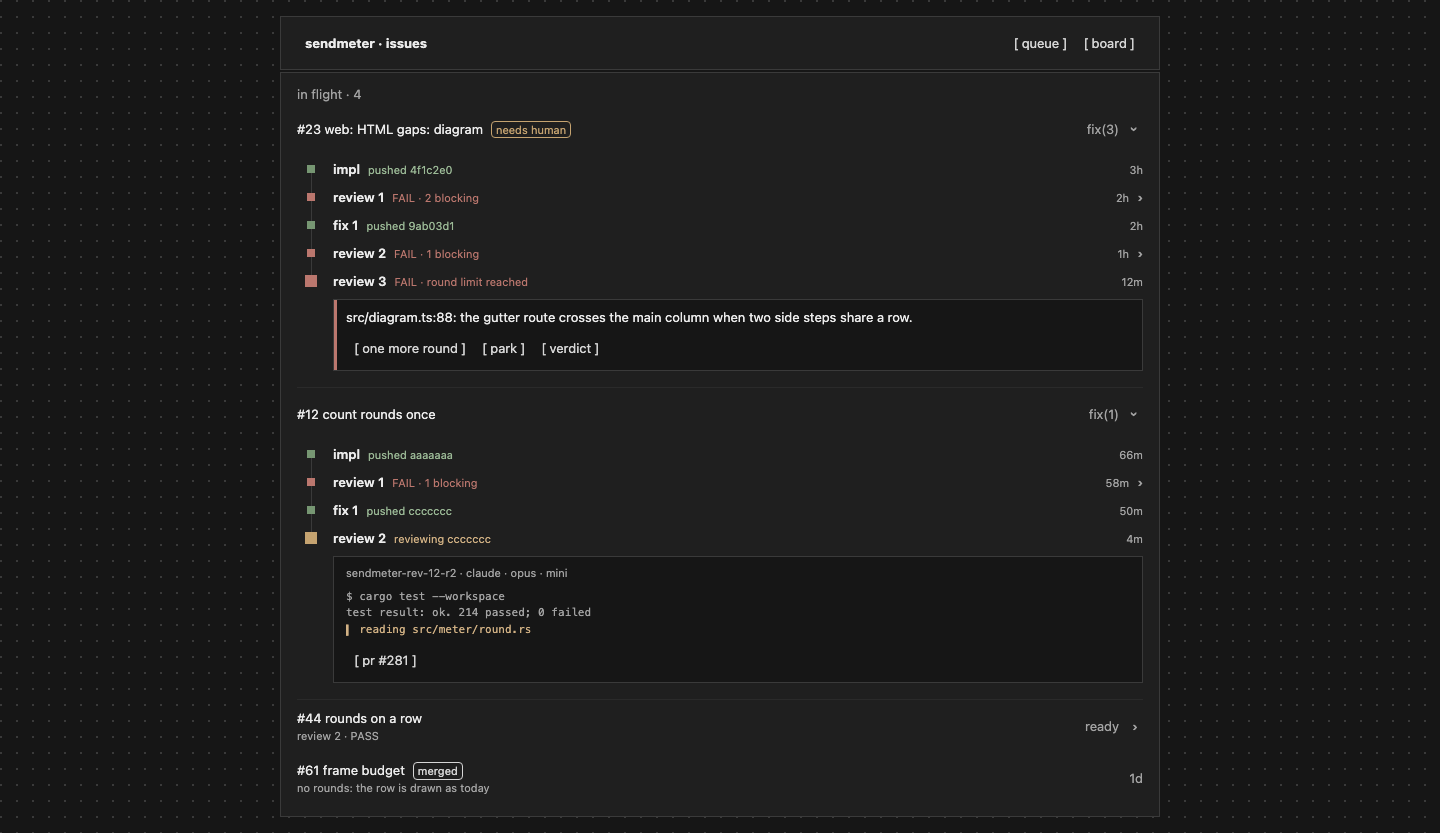 sendmeter · issues [ queue ] [ board ]
in flight · 4
#23 web: HTML gaps: diagram needs human fix(3)
impl pushed 4f1c2e0 3h
review 1 FAIL · 2 blocking 2h
fix 1 pushed 9ab03d1 2h
review 2 FAIL · 1 blocking 1h
review 3 FAIL · round limit reached 12m
src/diagram.ts:88: the gutter route crosses the main column when two side steps share a row.
[ one more round ] [ park ] [ verdict ]
#12 count rounds once fix(1)
impl pushed aaaaaaa 66m
review 1 FAIL · 1 blocking 58m
fix 1 pushed ccccccc 50m
review 2 reviewing ccccccc 4m
sendmeter-rev-12-r2 · claude · opus · mini
$ cargo test --workspace
test result: ok. 214 passed; 0 failed
reading src/meter/round.rs
[ pr #281 ]
#44 rounds on a row ready
review 2 · PASS
#61 frame budget merged 1d
no rounds: the row is drawn as today